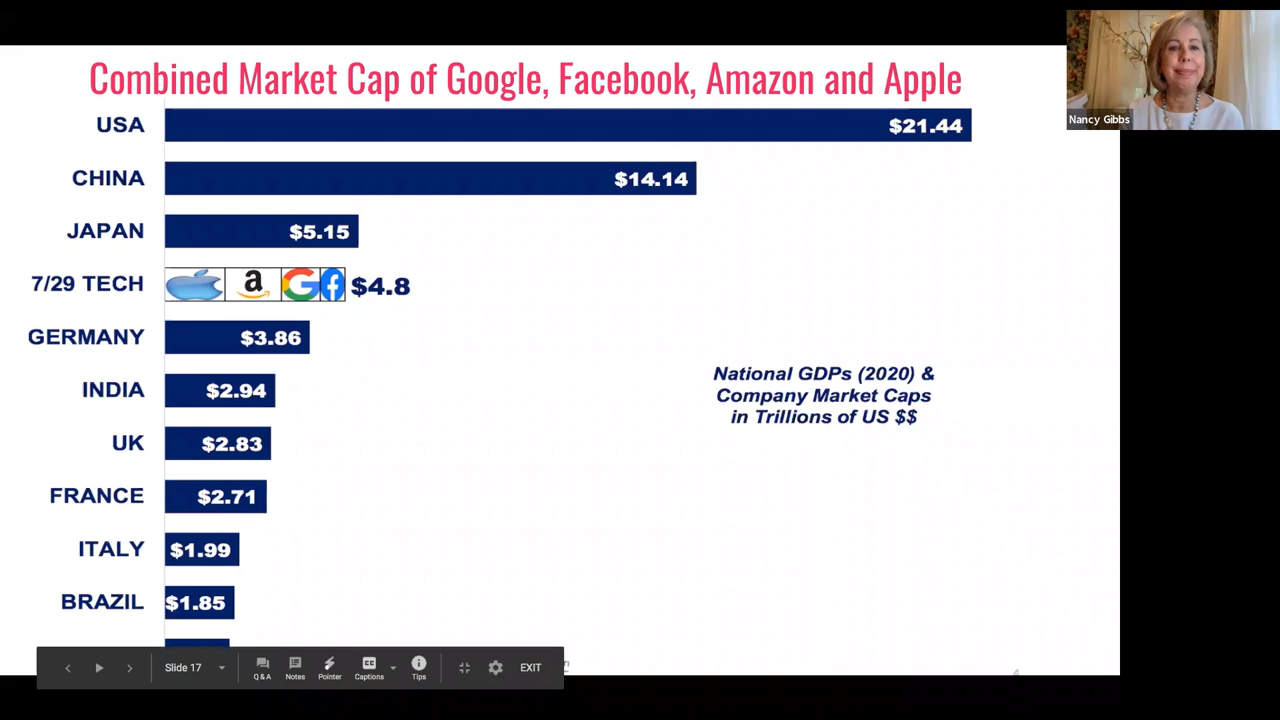 Combined Market Cap of Google, Facebook, Amazon and Apple
Nancy Gibbs
USA $21.44
CHINA $14.14
JAPAN $5.15
7/29 TECH a G f $4.8
GERMANY $3.86
INDIA $2.94
UK $2.83
FRANCE $2.71
ITALY $1.99
BRAZIL $1.85
National GDPs (2020) &
Company Market Caps
in Trillions of US $$
Slide 17
Q & A
Notes
Pointer
CC
Captions
Tips
EXIT
4